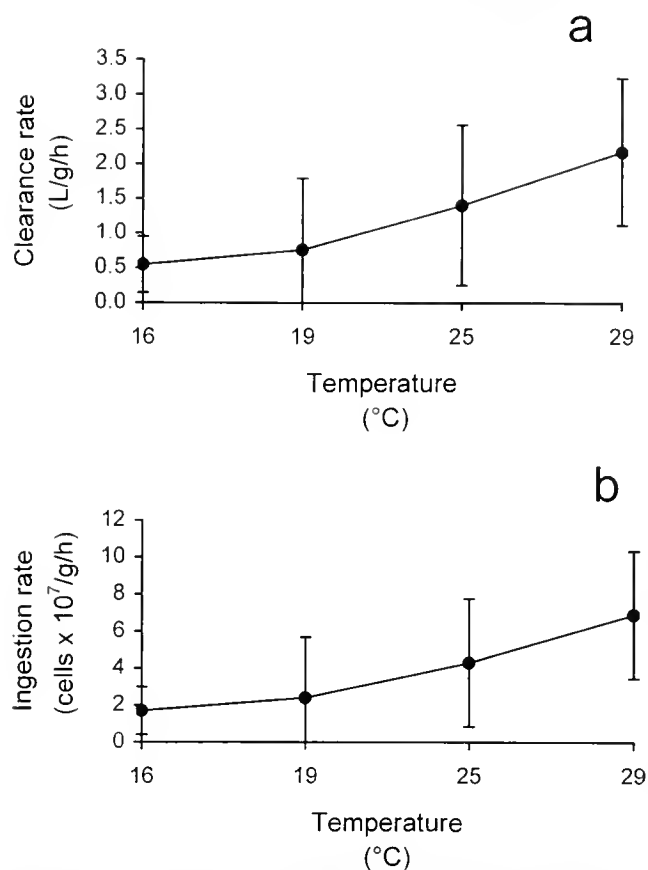 a
Clearance rate
(L/g/h)
3.5
3.0
2.5
2.0
1.5
1.0
0.5
0.0
16 19 25 29
Temperature
(°C)
b
Ingestion rate
(cells x 10⁷/g/h)
12
10
8
6
4
2
0
16 19 25 29
Temperature
(°C)